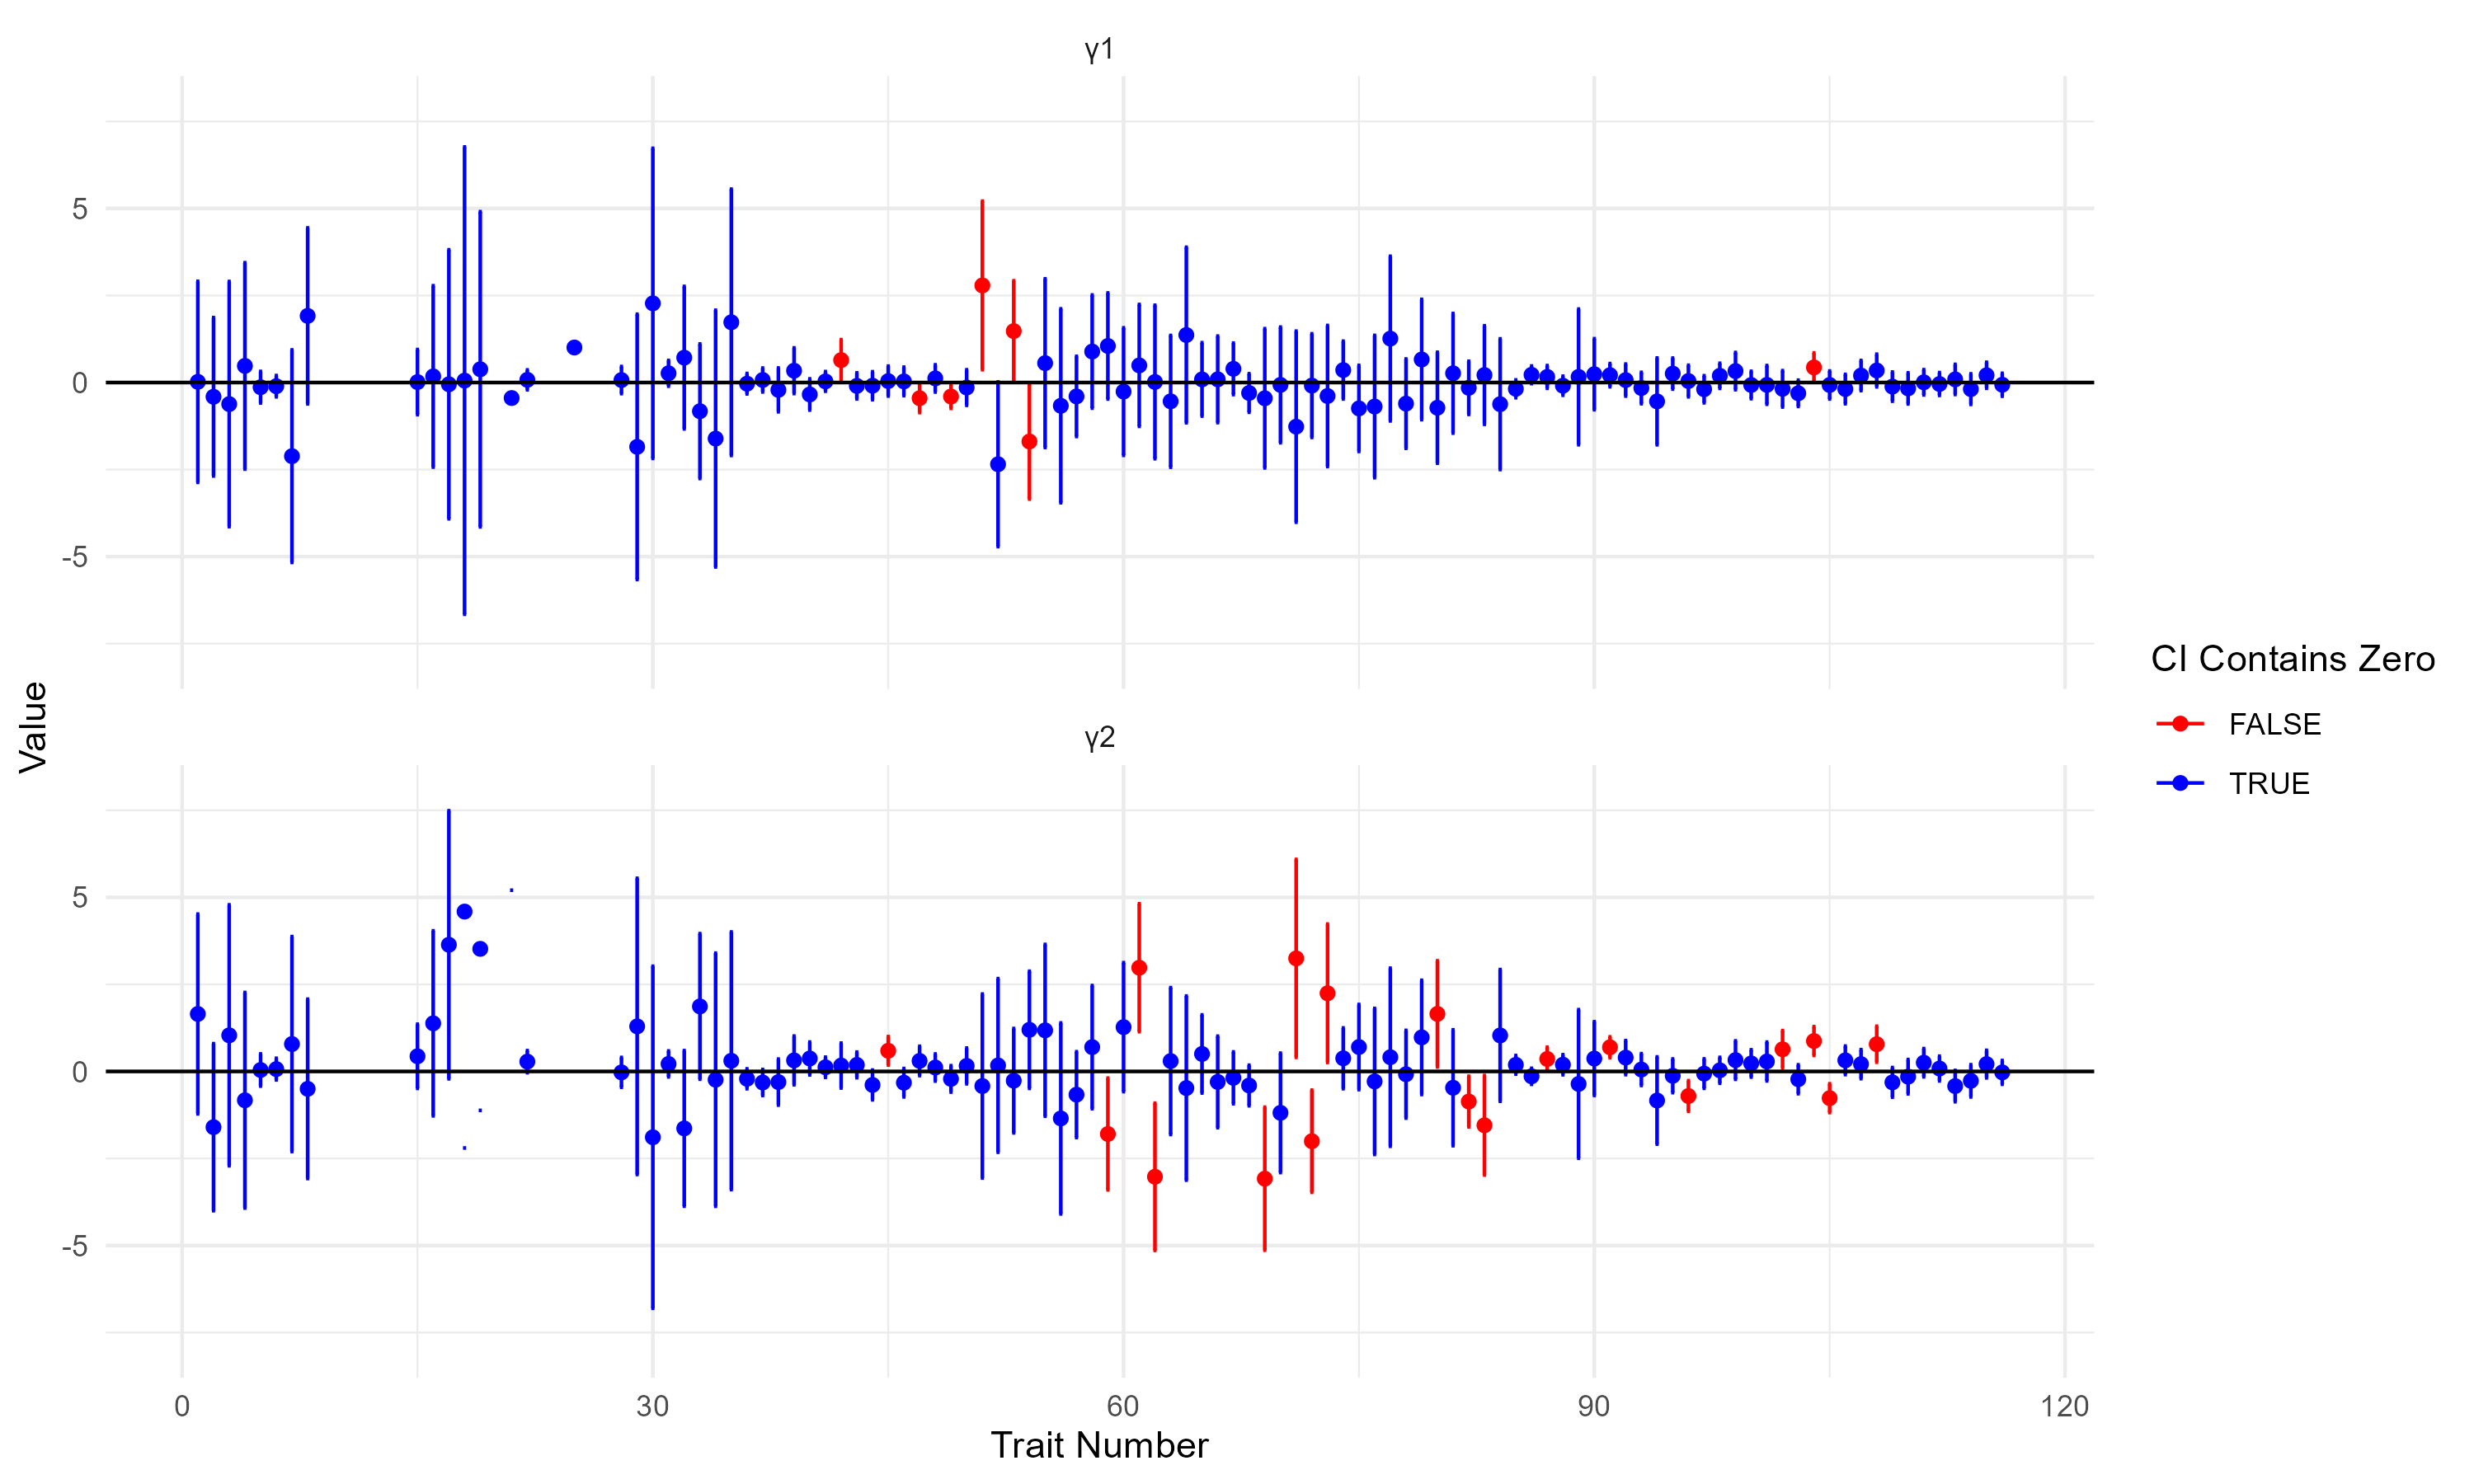 γ1
5
0
-5
Value
γ2
5
0
-5
0 30 60 90 120
Trait Number
CI Contains Zero
FALSE
TRUE